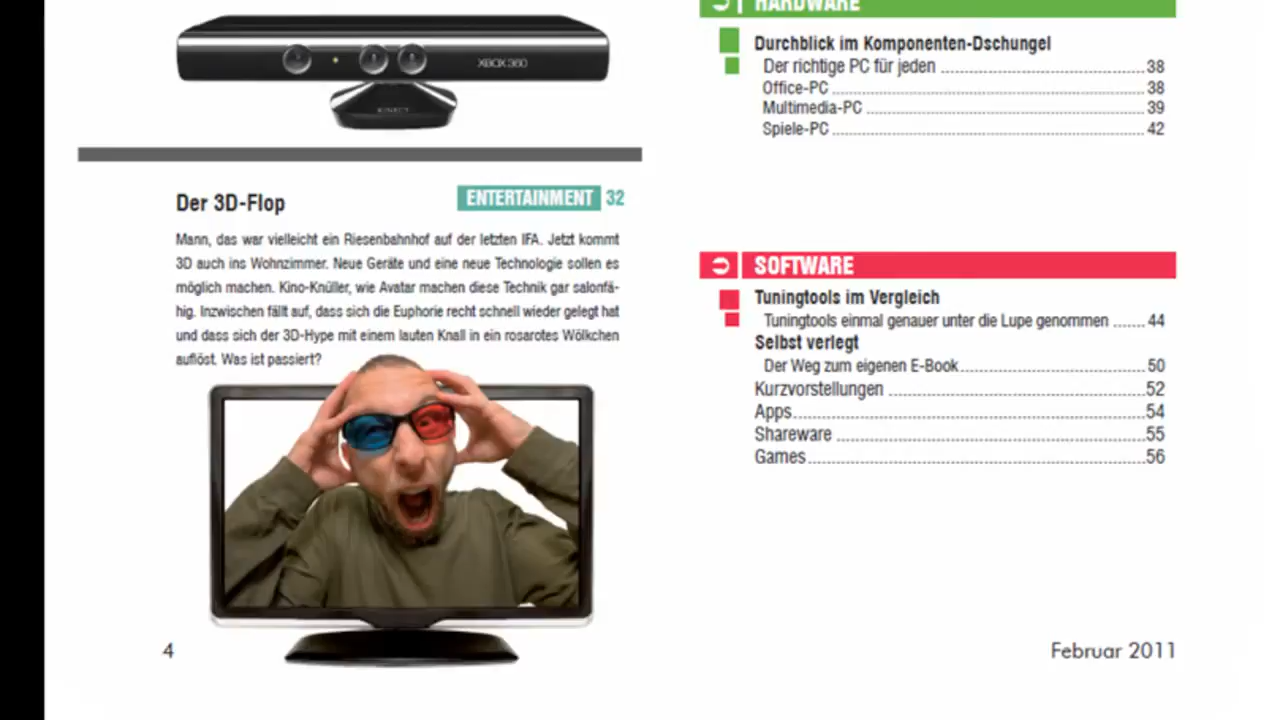 XBOX 360
KINECT
Der 3D-Flop
ENTERTAINMENT 32
Mann, das war vielleicht ein Riesenbahnhof auf der letzten IFA. Jetzt kommt
3D auch ins Wohnzimmer. Neue Geräte und eine neue Technologie sollen es
möglich machen. Kino-Knüller, wie Avatar machen diese Technik gar salonfä-
hig. Inzwischen fällt auf, dass sich die Euphorie recht schnell wieder gelegt hat
und dass sich der 3D-Hype mit einem lauten Knall in ein rosarotes Wölkchen
auflöst. Was ist passiert?
4
HARDWARE
Durchblick im Komponenten-Dschungel
Der richtige PC für jeden 38
Office-PC 38
Multimedia-PC 39
Spiele-PC 42
SOFTWARE
Tuningtools im Vergleich
Tuningtools einmal genauer unter die Lupe genommen 44
Selbst verlegt
Der Weg zum eigenen E-Book 50
Kurzvorstellungen 52
Apps 54
Shareware 55
Games 56
Februar 2011